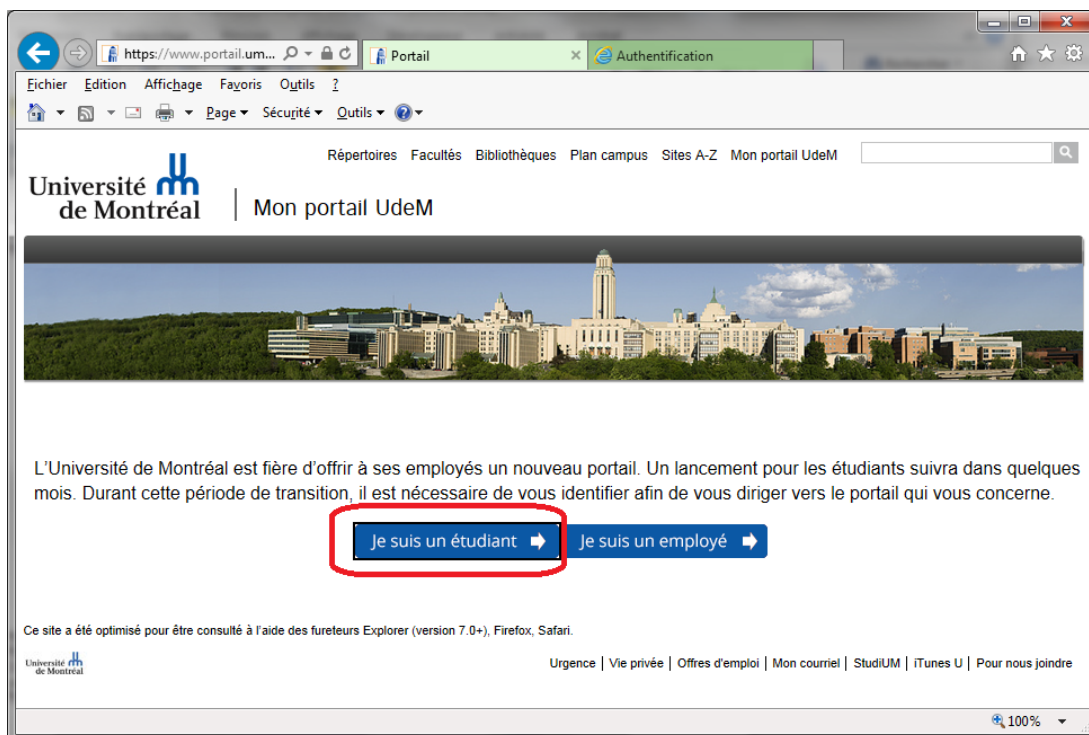 https://www.portail.um...
Portail
Authentification
Fichier Edition Affichage Favoris Outils ?
Page Sécurité Outils
Répertoires Facultés Bibliothèques Plan campus Sites A-Z Mon portail UdeM
Université
de Montréal
Mon portail UdeM
L'Université de Montréal est fière d'offrir à ses employés un nouveau portail. Un lancement pour les étudiants suivra dans quelques
mois. Durant cette période de transition, il est nécessaire de vous identifier afin de vous diriger vers le portail qui vous concerne.
Je suis un étudiant Je suis un employé
Ce site a été optimisé pour être consulté à l'aide des fureteurs Explorer (version 7.0+), Firefox, Safari.
Université
de Montréal
Urgence | Vie privée | Offres d'emploi | Mon courriel | StudiUM | iTunes U | Pour nous joindre
100%